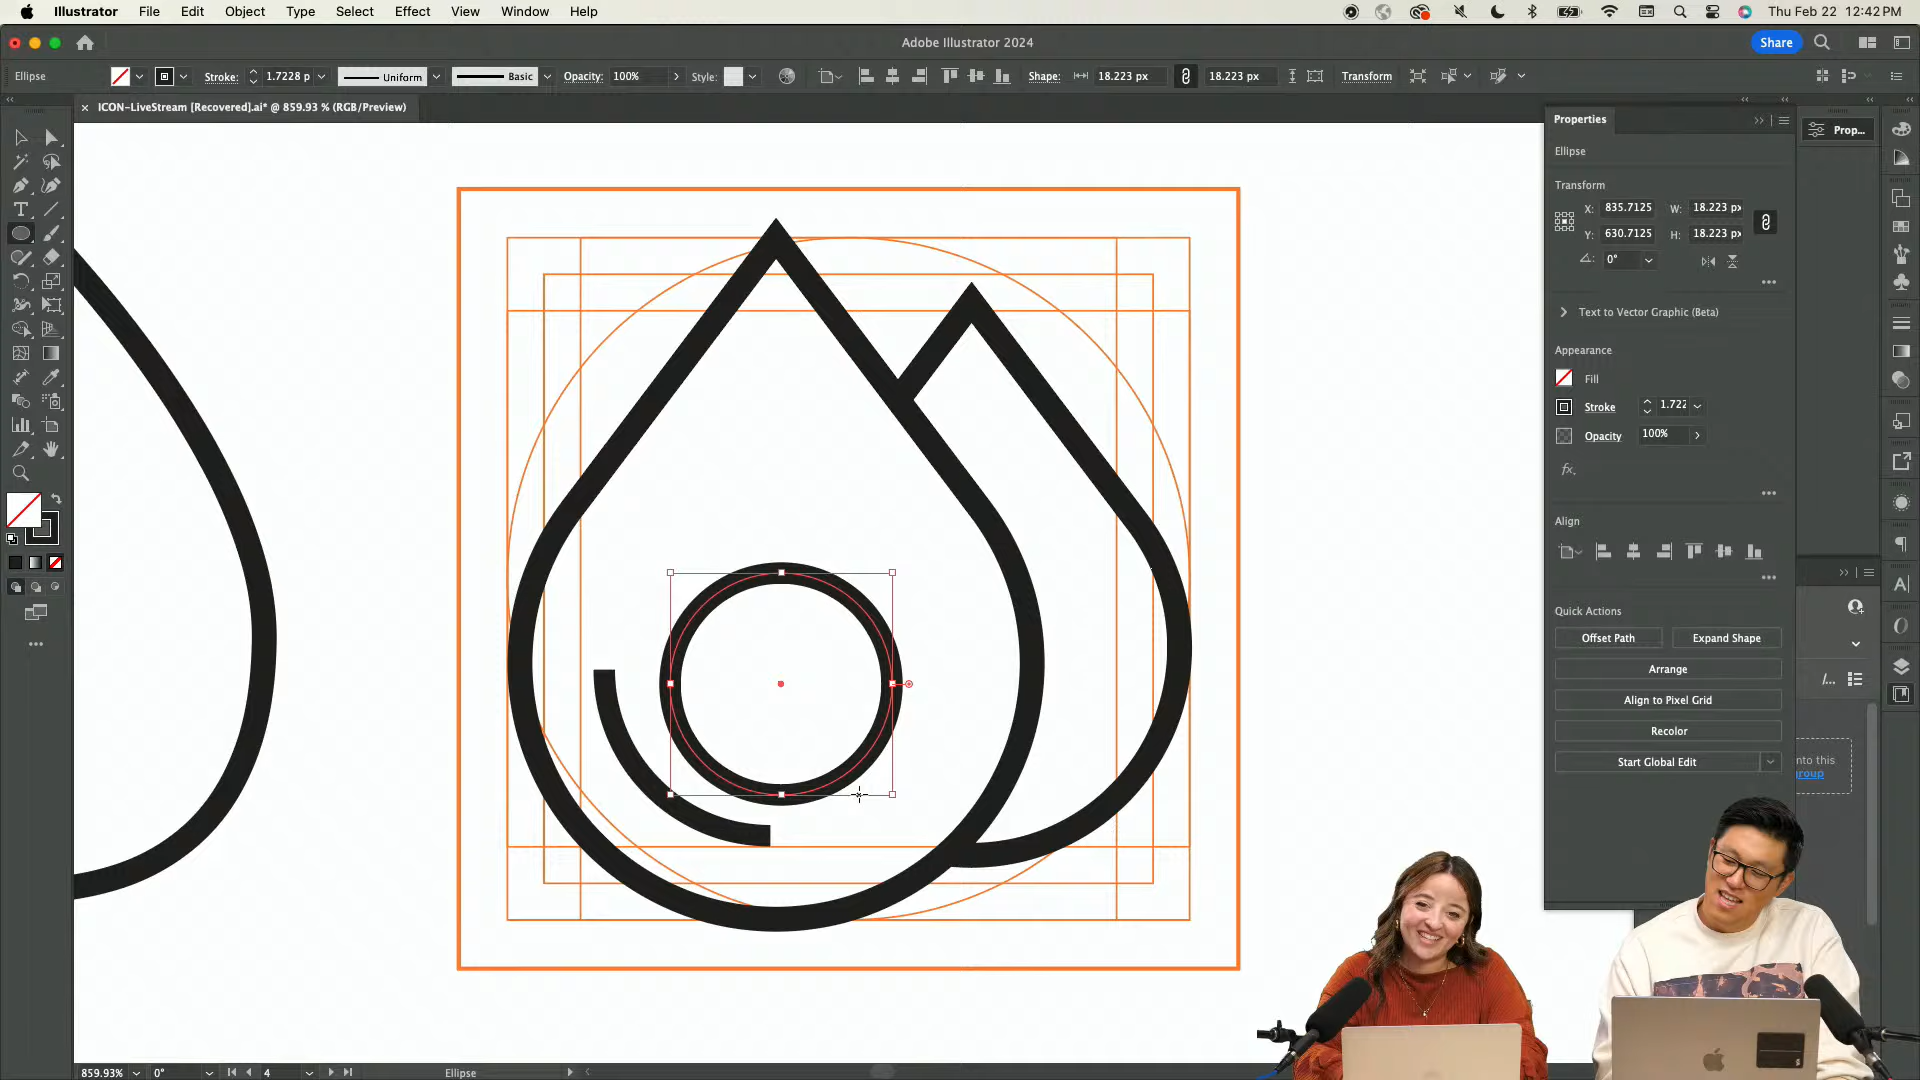 Illustrator File Edit Object Type Select Effect View Window Help Thu Feb 22 12:42 PM
Adobe Illustrator 2024 Share
Ellipse Stroke: 1.7228 p Uniform Basic Opacity: 100% Style: Shape: 18.223 px 18.223 px Transform
× ICON-LiveStream [Recovered].ai* @ 859.93 % (RGB/Preview)
Properties
Prop...
Ellipse
Transform
X: 835.7125 W: 18.223 px
Y: 630.7125 H: 18.223 px
0°
Text to Vector Graphic (Beta)
Appearance
Fill
Stroke 1.722
Opacity 100%
fx.
Align
Quick Actions
Offset Path Expand Shape
Arrange
Align to Pixel Grid
Recolor
Start Global Edit
/...
into this
group
859.93% 0° 4 Ellipse